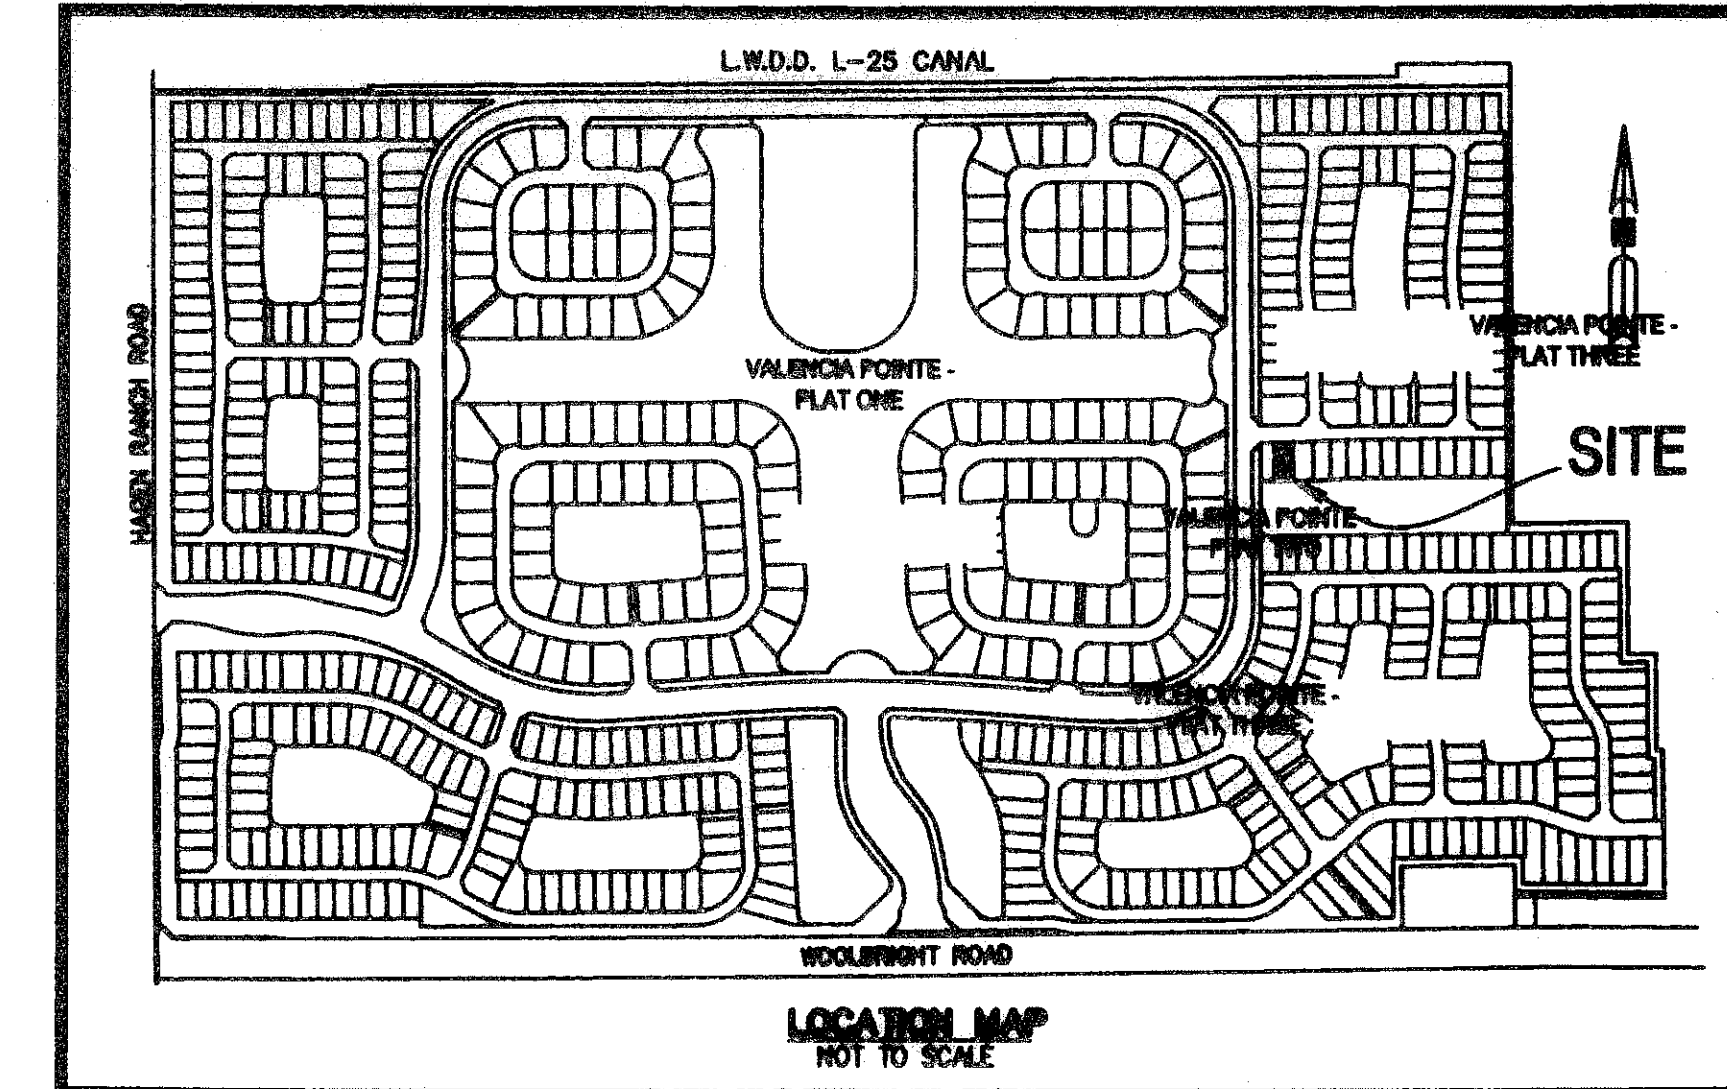 L.W.D.D. L-25 CANAL
HAGEN RANCH ROAD
VALENCIA POINTE -
PLAT ONE
VALENCIA POINTE -
PLAT THREE
SITE
VALENCIA POINTE -
PLAT TWO
VALENCIA POINTE -
PLAT THREE
WOOLBRIGHT ROAD
LOCATION MAP
NOT TO SCALE